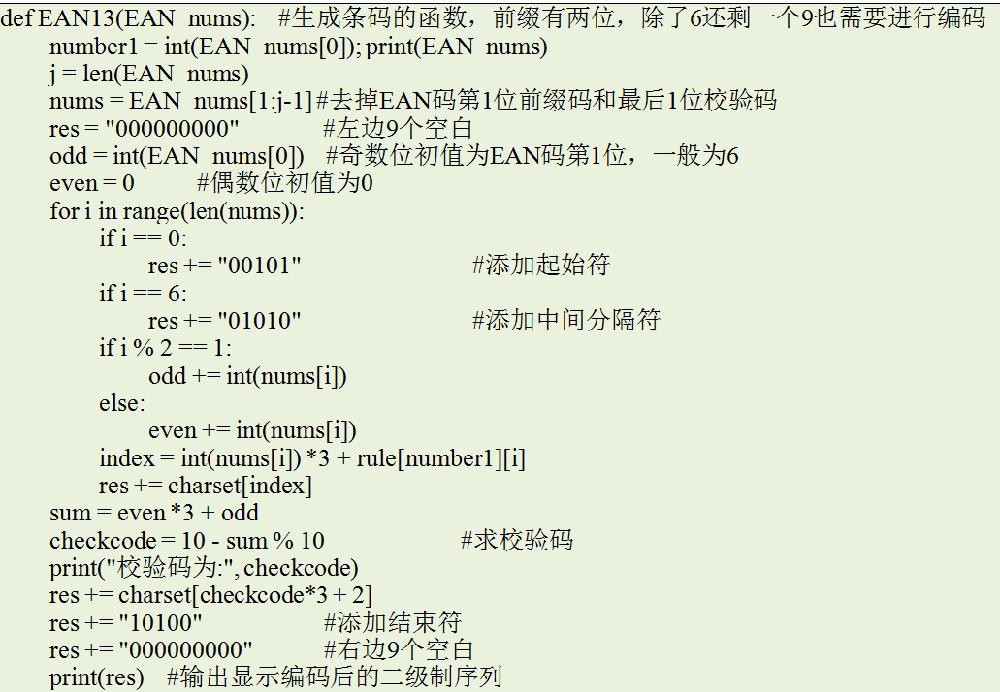 def EAN13(EAN nums): #生成条码的函数，前缀有两位，除了6还剩一个9也需要进行编码
number1 = int(EAN nums[0]); print(EAN nums)
j = len(EAN nums)
nums = EAN nums[1:j-1] #去掉EAN码第1位前缀码和最后1位校验码
res = "000000000" #左边9个空白
odd = int(EAN nums[0]) #奇数位初值为EAN码第1位，一般为6
even = 0 #偶数位初值为0
for i in range(len(nums)):
if i == 0:
res += "00101" #添加起始符
if i == 6:
res += "01010" #添加中间分隔符
if i % 2 == 1:
odd += int(nums[i])
else:
even += int(nums[i])
index = int(nums[i]) *3 + rule[number1][i]
res += charset[index]
sum = even *3 + odd
checkcode = 10 - sum % 10 #求校验码
print("校验码为:", checkcode)
res += charset[checkcode*3 + 2]
res += "10100" #添加结束符
res += "000000000" #右边9个空白
print(res) #输出显示编码后的二级制序列